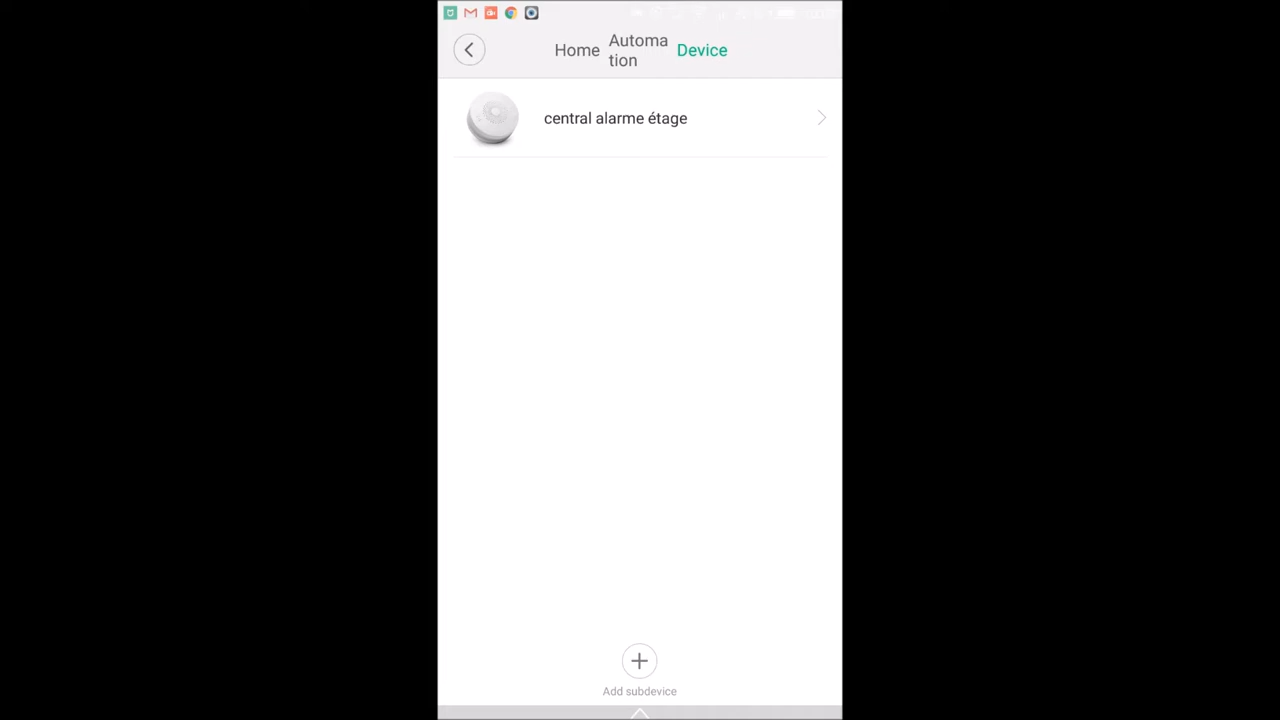 Home
Automa
tion
Device
central alarme étage
Add subdevice